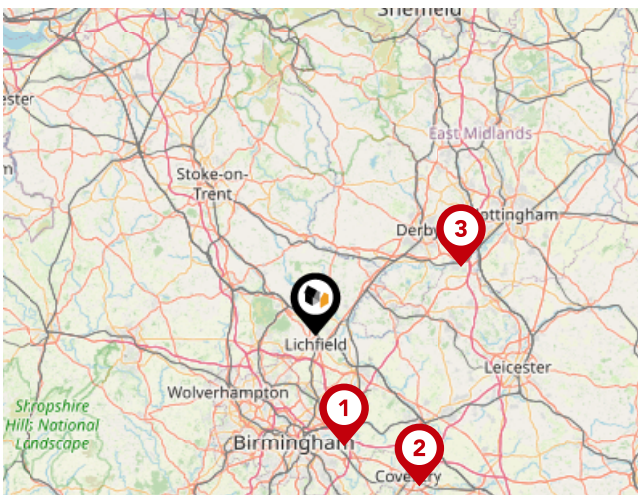 Sheffield
ester
East Midlands
m
Stoke-on-
Trent
ottingham
Derby
3
Lichfield
Leicester
Wolverhampton
Shropshire
Hills National
Landscape
1
Birmingham
2
Coventry